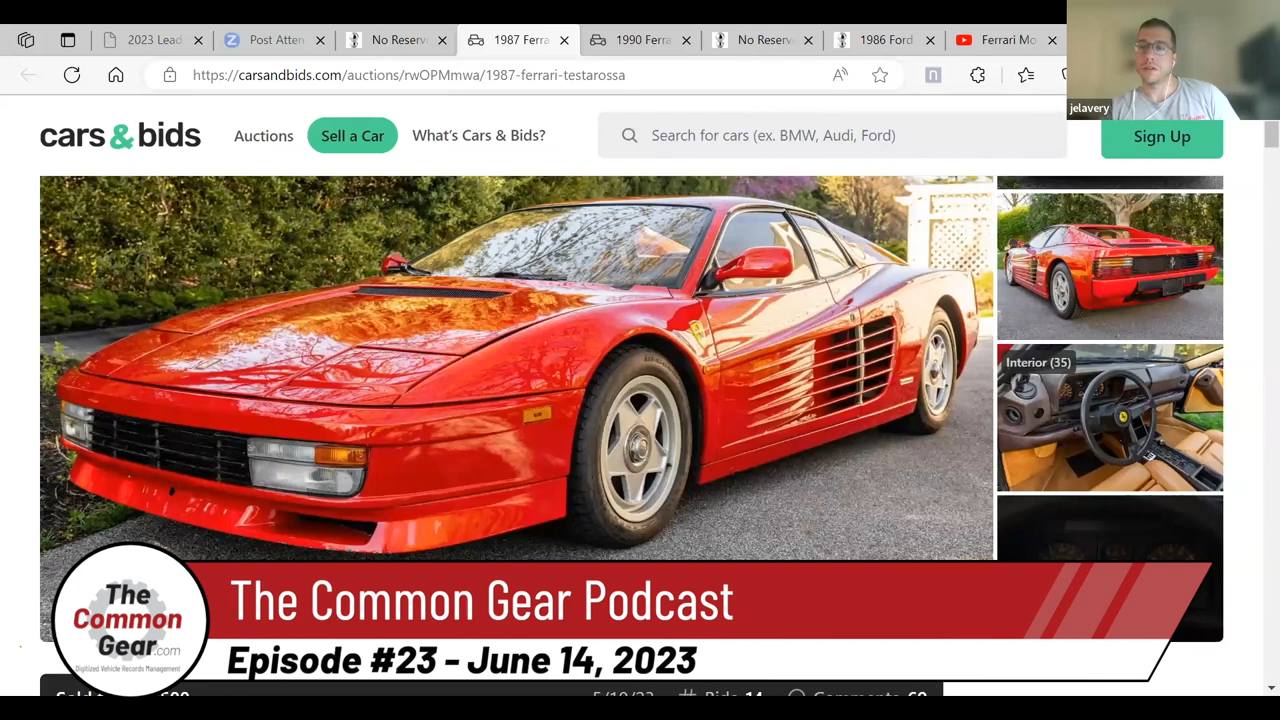 2023 Lead
Post Atten
No Reserv
1987 Ferra
1990 Ferra
No Reserv
1986 Ford
Ferrari Mo
https://carsandbids.com/auctions/rwOPMmwa/1987-ferrari-testarossa
jelavery
cars & bids
Auctions
Sell a Car
What's Cars & Bids?
Search for cars (ex. BMW, Audi, Ford)
Sign Up
Interior (35)
The
Common
Gear.com
Digitized Vehicle Records Management
The Common Gear Podcast
Episode #23 - June 14, 2023